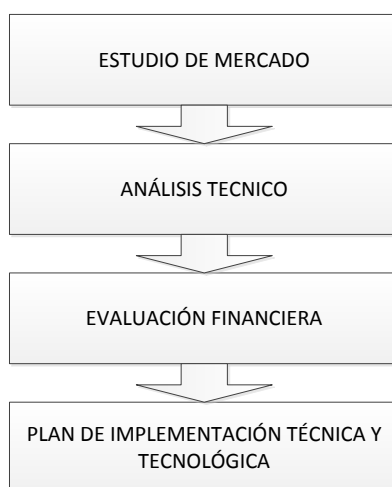 ESTUDIO DE MERCADO
ANÁLISIS TECNICO
EVALUACIÓN FINANCIERA
PLAN DE IMPLEMENTACIÓN TÉCNICA Y
TECNOLÓGICA